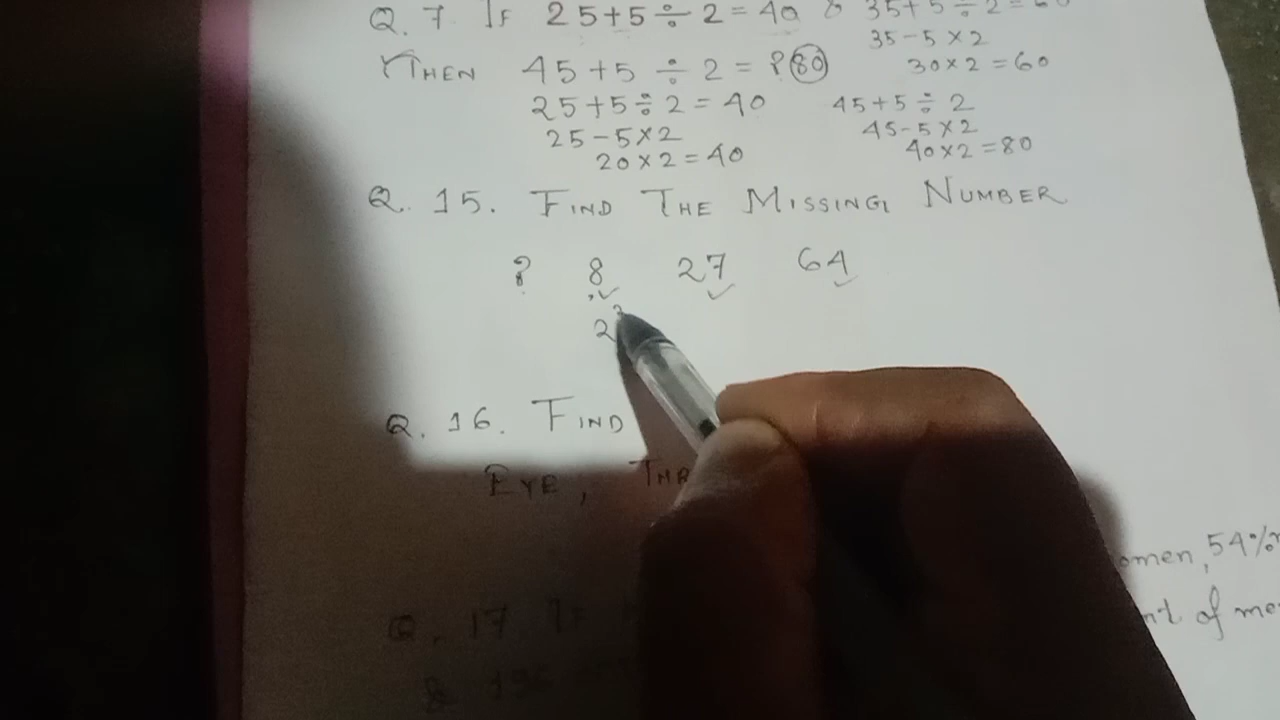 Q. 7 If 25+5÷2=40 & 35+5÷2=60
35-5×2
THEN 45+5÷2=? 80 30×2=60
25+5÷2=40 45+5÷2
25-5×2 45-5×2
20×2=40 40×2=80
Q. 15. FIND THE MISSING NUMBER
? 8 27 64
2
Q. 16. FIND
EYE,
omen, 54%
Q. 17 of